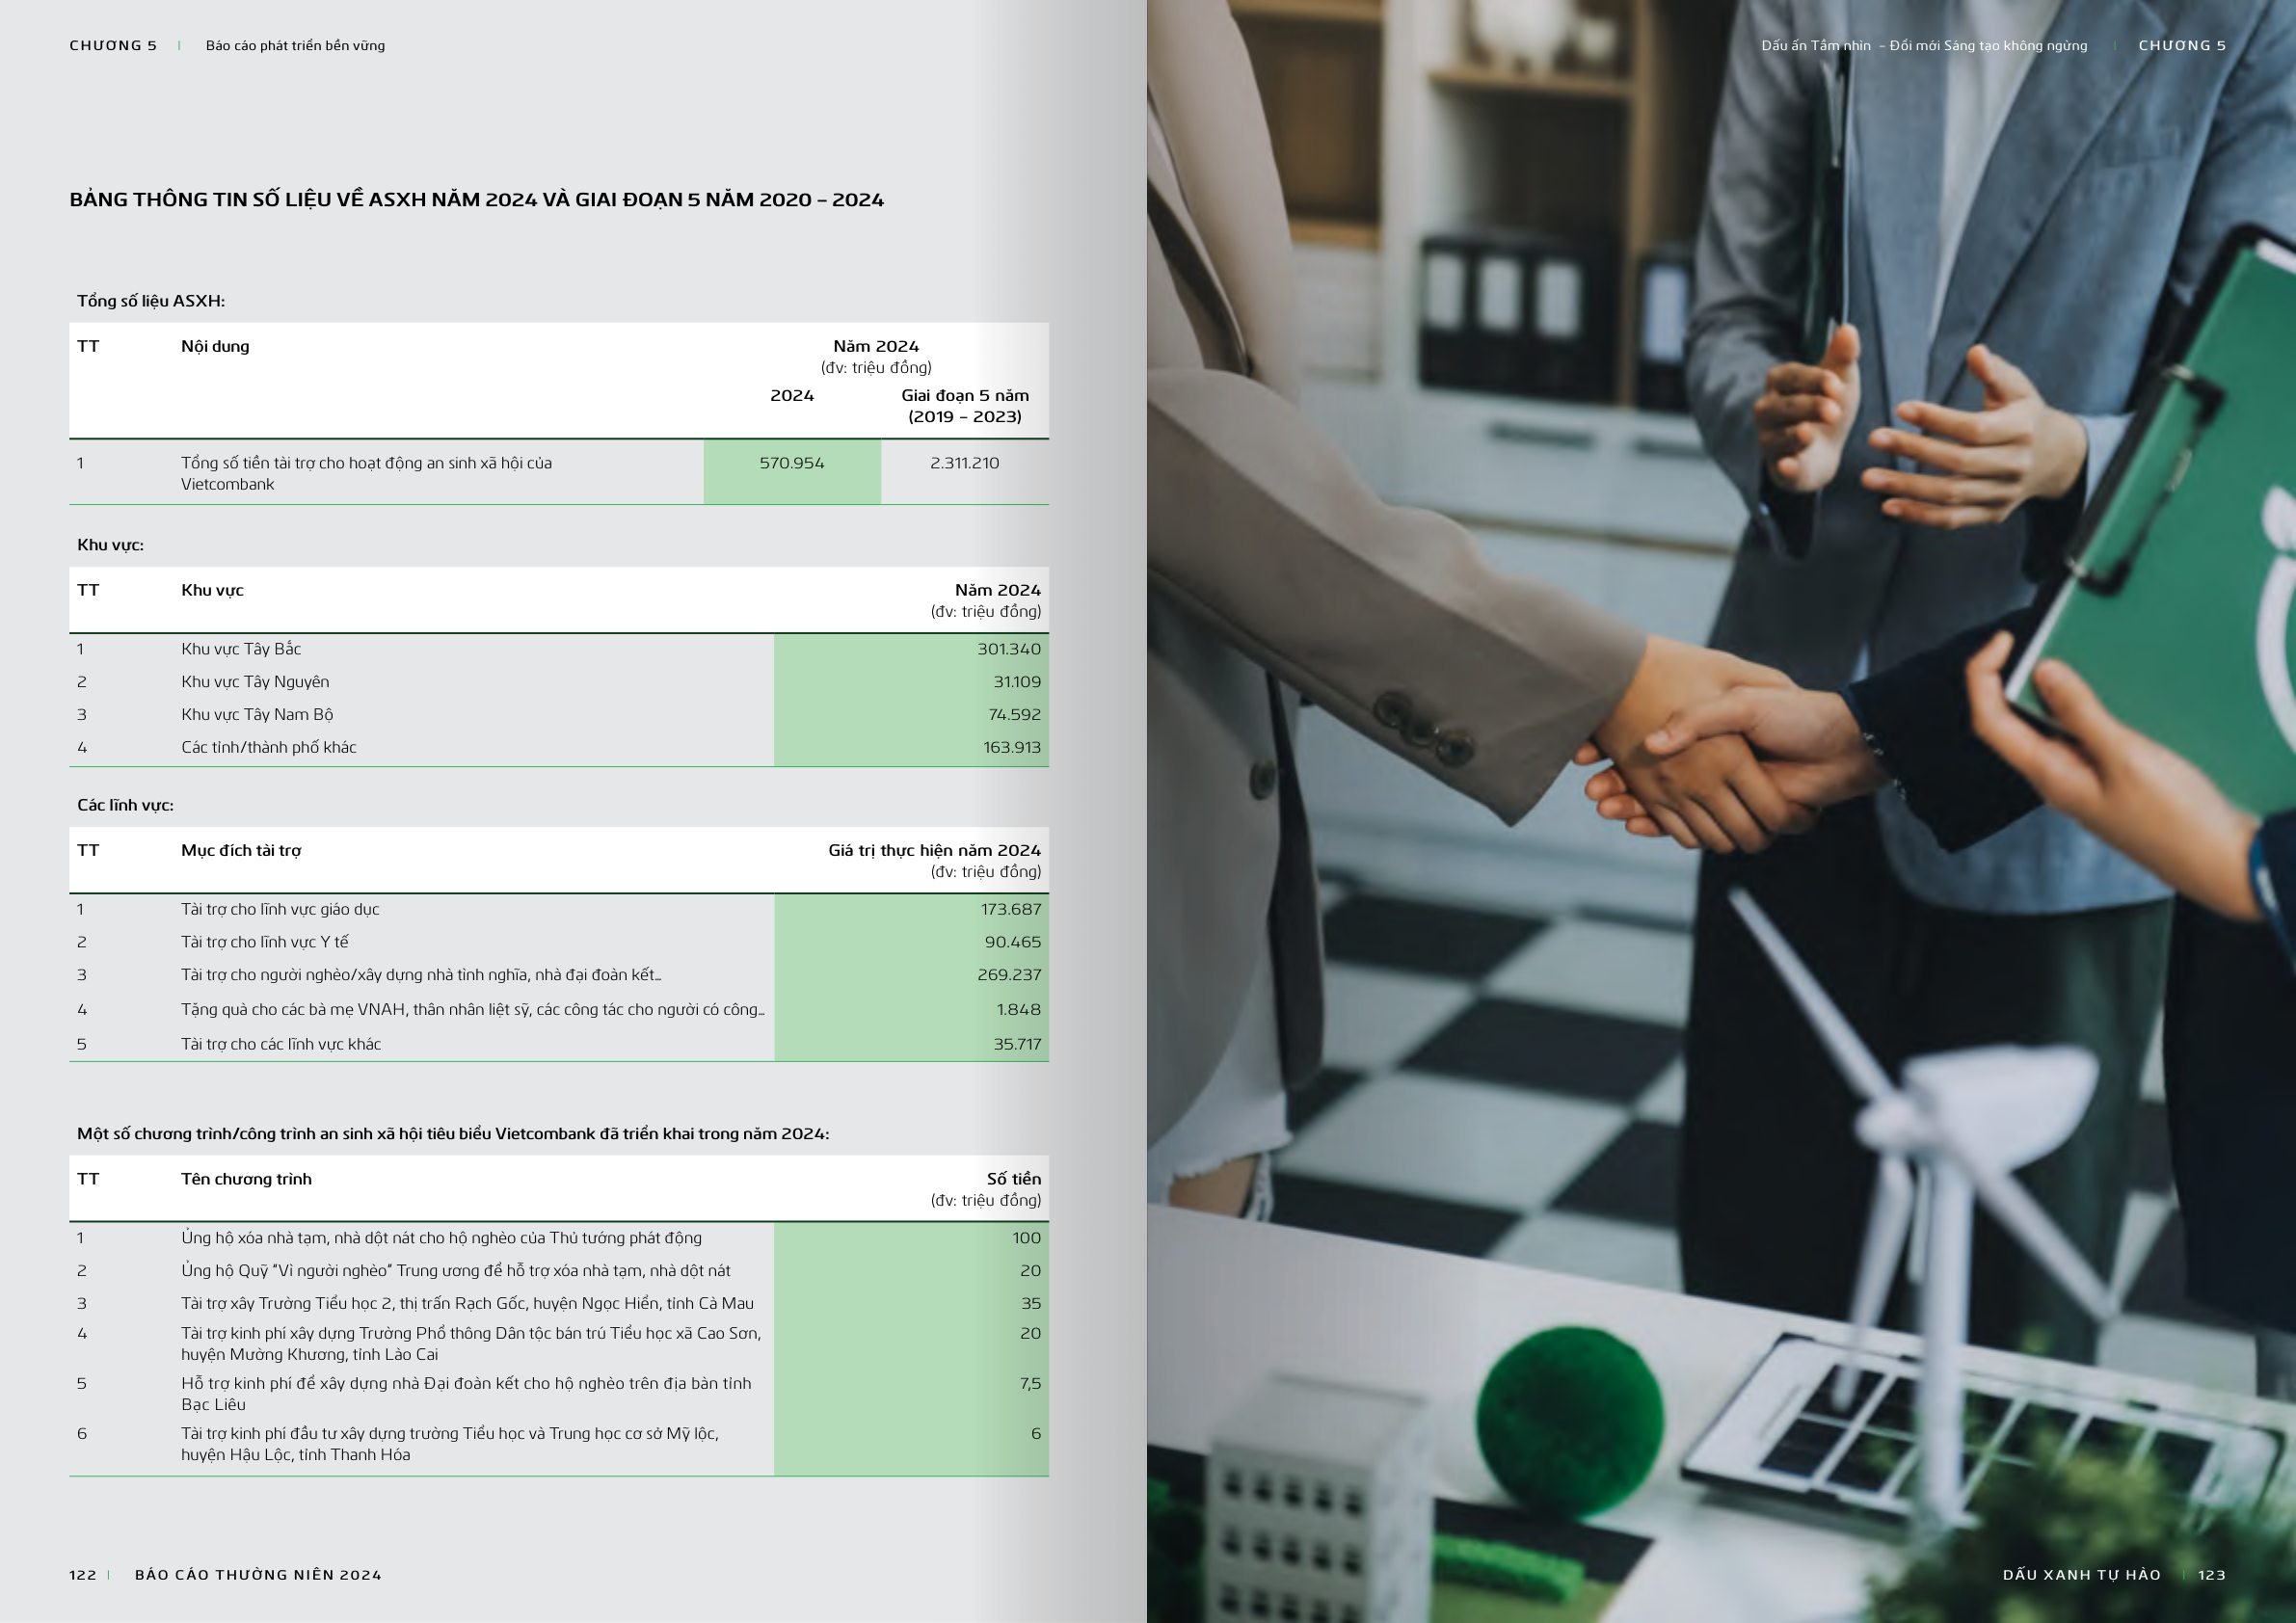 CHƯƠNG 5 | Báo cáo phát triển bền vững
BẢNG THÔNG TIN SỐ LIỆU VỀ ASXH NĂM 2024 VÀ GIAI ĐOẠN 5 NĂM 2020 – 2024
Tổng số liệu ASXH:
TT Nội dung Năm 2024
(đv: triệu đồng)
2024 Giai đoạn 5 năm
(2019 – 2023)
1 Tổng số tiền tài trợ cho hoạt động an sinh xã hội của 570.954 2.311.210
Vietcombank
Khu vực:
TT Khu vực Năm 2024
(đv: triệu đồng)
1 Khu vực Tây Bắc 301.340
2 Khu vực Tây Nguyên 31.109
3 Khu vực Tây Nam Bộ 74.592
4 Các tỉnh/thành phố khác 163.913
Các lĩnh vực:
TT Mục đích tài trợ Giá trị thực hiện năm 2024
(đv: triệu đồng)
1 Tài trợ cho lĩnh vực giáo dục 173.687
2 Tài trợ cho lĩnh vực Y tế 90.465
3 Tài trợ cho người nghèo/xây dựng nhà tình nghĩa, nhà đại đoàn kết... 269.237
4 Tặng quà cho các bà mẹ VNAH, thân nhân liệt sỹ, các công tác cho người có công... 1.848
5 Tài trợ cho các lĩnh vực khác 35.717
Một số chương trình/công trình an sinh xã hội tiêu biểu Vietcombank đã triển khai trong năm 2024:
TT Tên chương trình Số tiền
(đv: triệu đồng)
1 Ủng hộ xóa nhà tạm, nhà dột nát cho hộ nghèo của Thủ tướng phát động 100
2 Ủng hộ Quỹ “Vì người nghèo” Trung ương để hỗ trợ xóa nhà tạm, nhà dột nát 20
3 Tài trợ xây Trường Tiểu học 2, thị trấn Rạch Gốc, huyện Ngọc Hiển, tỉnh Cà Mau 35
4 Tài trợ kinh phí xây dựng Trường Phổ thông Dân tộc bán trú Tiểu học xã Cao Sơn, 20
huyện Mường Khương, tỉnh Lào Cai
5 Hỗ trợ kinh phí để xây dựng nhà Đại đoàn kết cho hộ nghèo trên địa bàn tỉnh 7,5
Bạc Liêu
6 Tài trợ kinh phí đầu tư xây dựng trường Tiểu học và Trung học cơ sở Mỹ lộc, 6
huyện Hậu Lộc, tỉnh Thanh Hóa
122 | BÁO CÁO THƯỜNG NIÊN 2024
Dấu ấn Tầm nhìn – Đổi mới Sáng tạo không ngừng | CHƯƠNG 5
DẤU XANH TỰ HÀO | 123